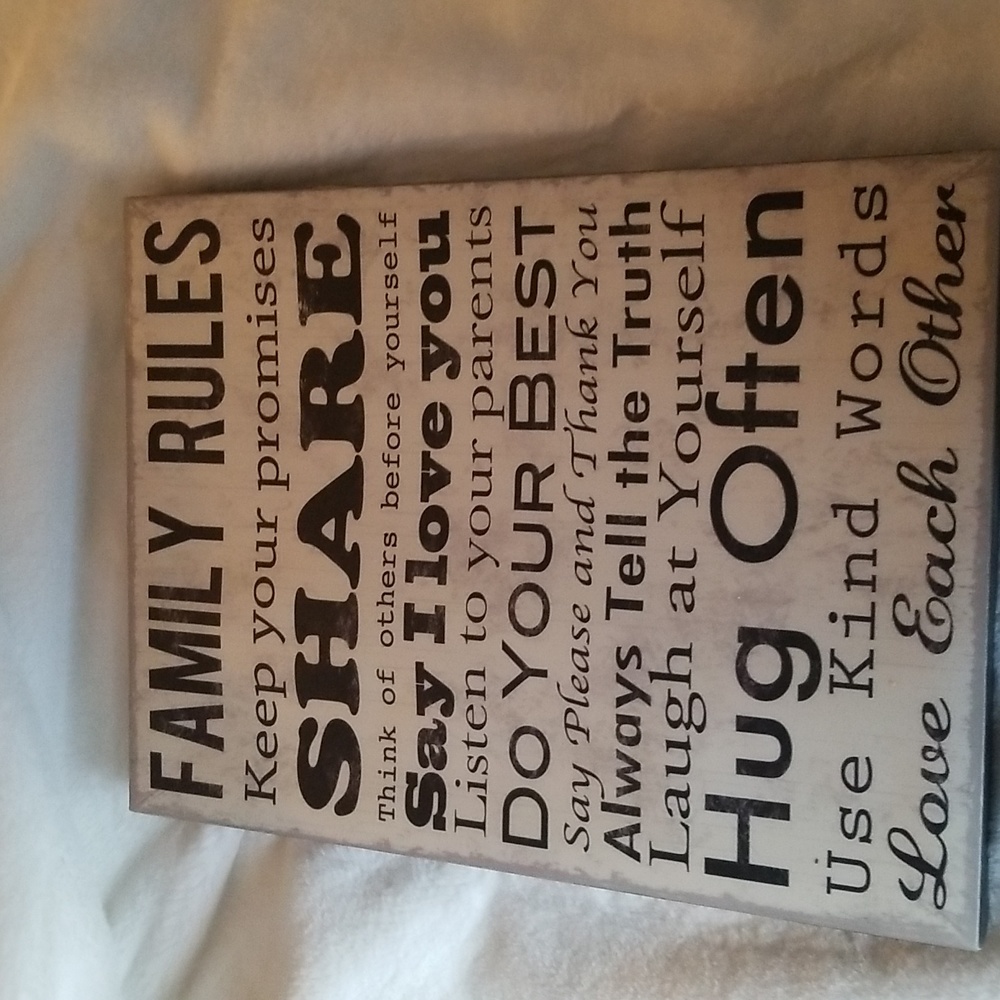 FAMILY RULES
Keep your promises
SHARE
Think of others before yourself
Say I love you
Listen to your parents
DO YOUR BEST
Say Please and Thank You
Always Tell the Truth
Laugh at Yourself
Hug Often
Use Kind Words
Love Each Other